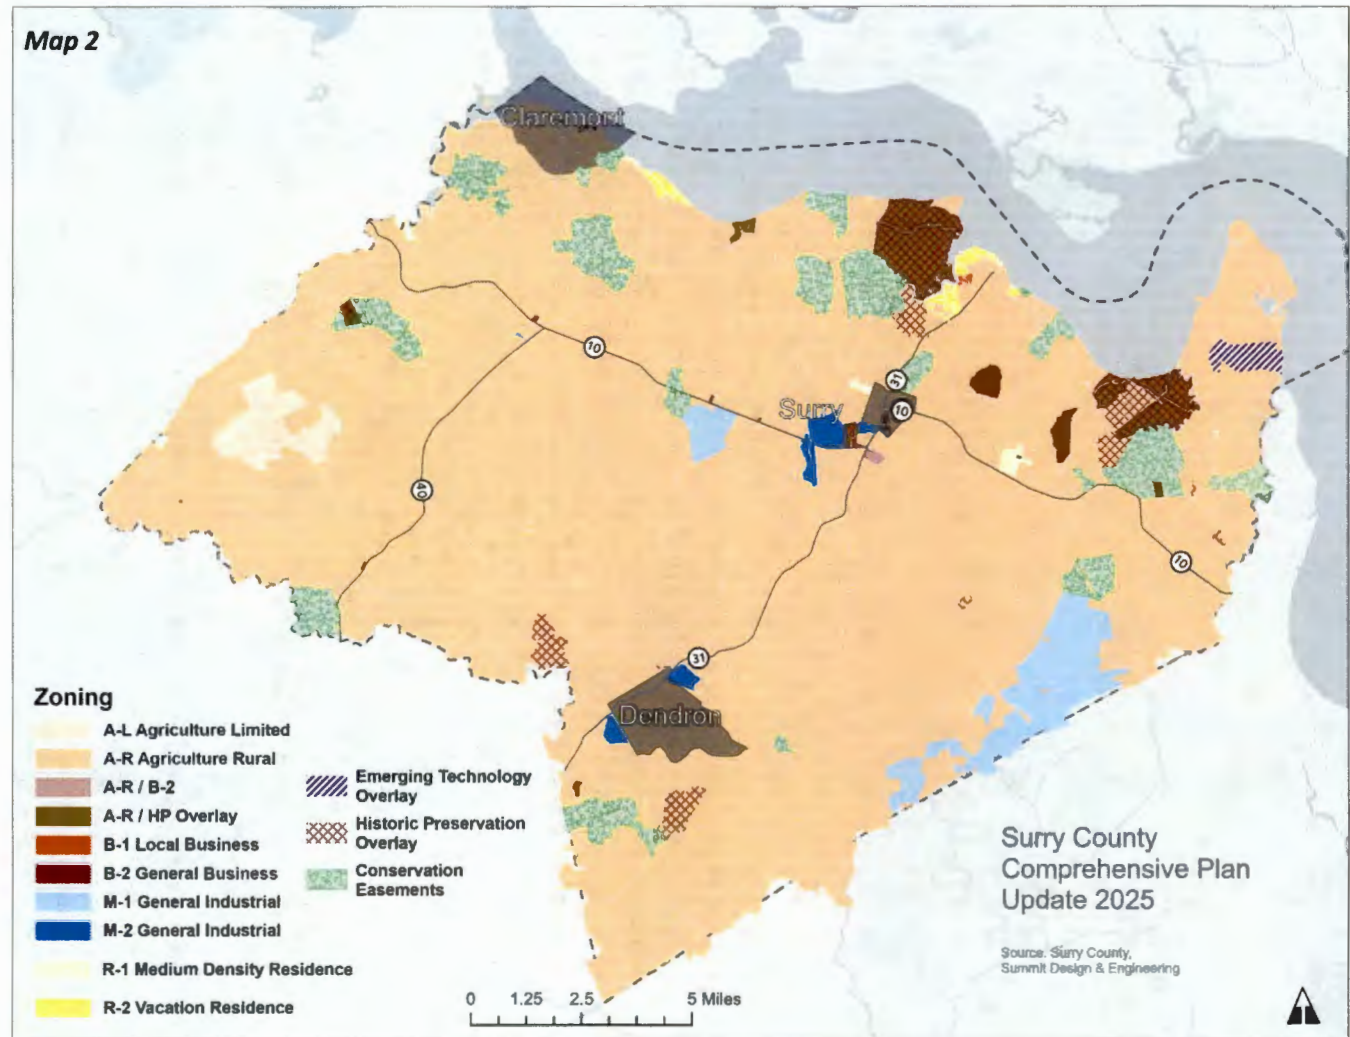 Map 2
Claremont
10
31
Surry
10
40
10
31
Dendron
Zoning
A-L Agriculture Limited
A-R Agriculture Rural
A-R / B-2
A-R / HP Overlay
B-1 Local Business
B-2 General Business
M-1 General Industrial
M-2 General Industrial
R-1 Medium Density Residence
R-2 Vacation Residence
Emerging Technology
Overlay
Historic Preservation
Overlay
Conservation
Easements
0 1.25 2.5 5 Miles
Surry County
Comprehensive Plan
Update 2025
Source: Surry County,
Summit Design & Engineering